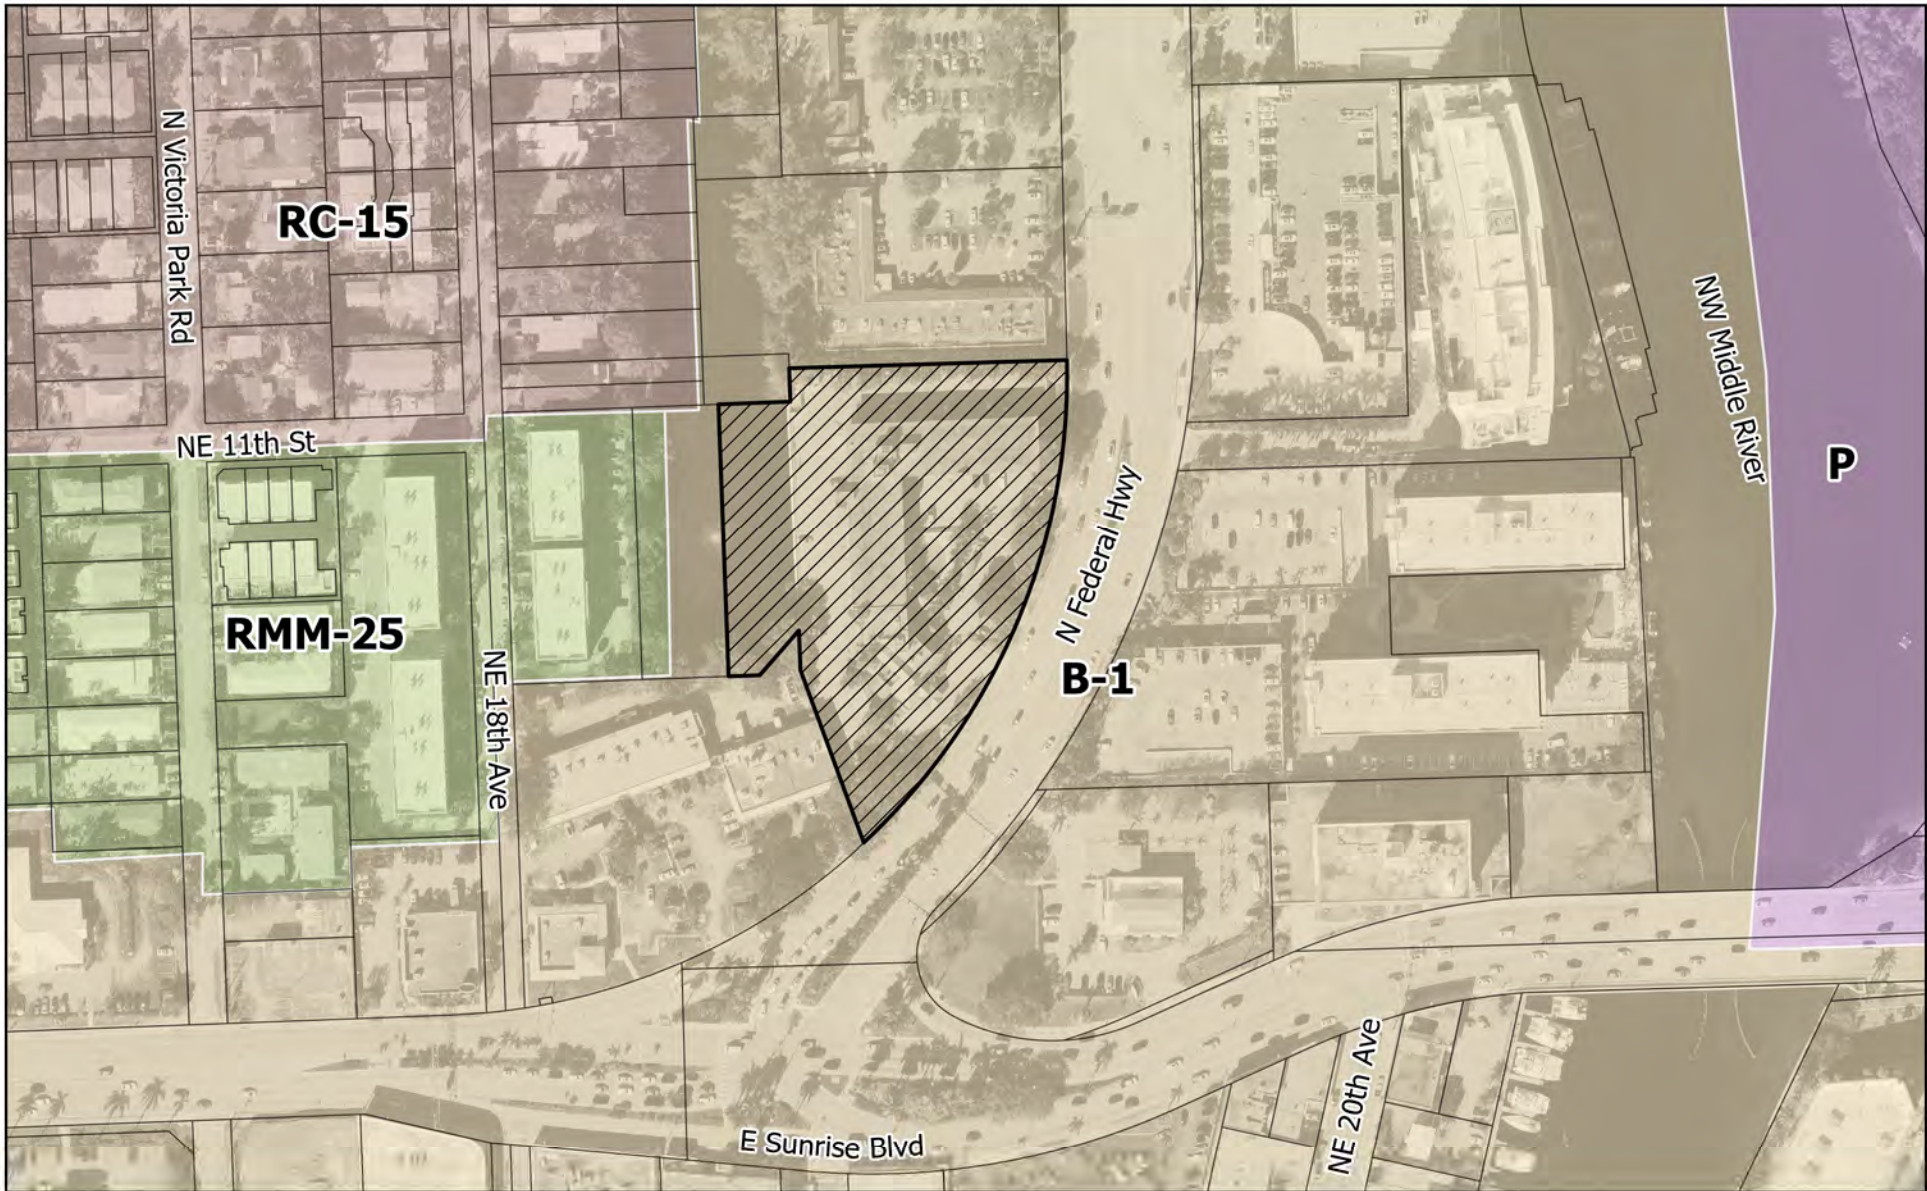 N Victoria Park Rd
RC-15
NW Middle River
NE 11th St
P
N Federal Hwy
RMM-25
B-1
NE 18th Ave
NE 20th Ave
E Sunrise Blvd